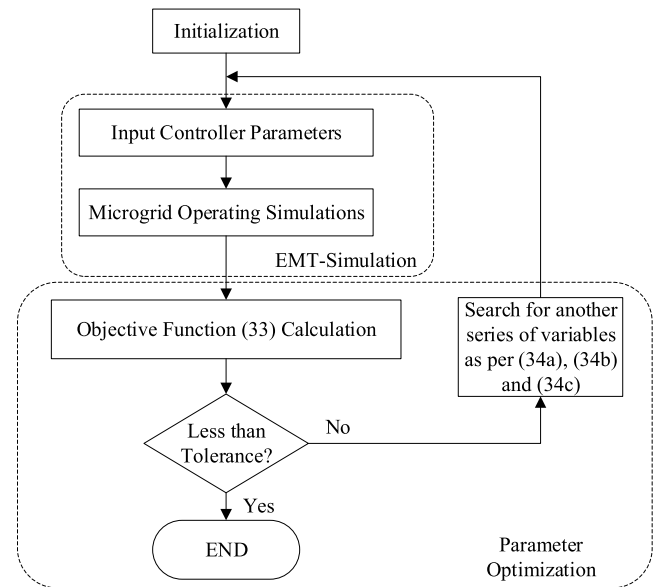 Initialization
Input Controller Parameters
Microgrid Operating Simulations
EMT-Simulation
Objective Function (33) Calculation
Search for another
series of variables
as per (34a), (34b)
and (34c)
Less than
Tolerance?
No
Yes
END
Parameter
Optimization